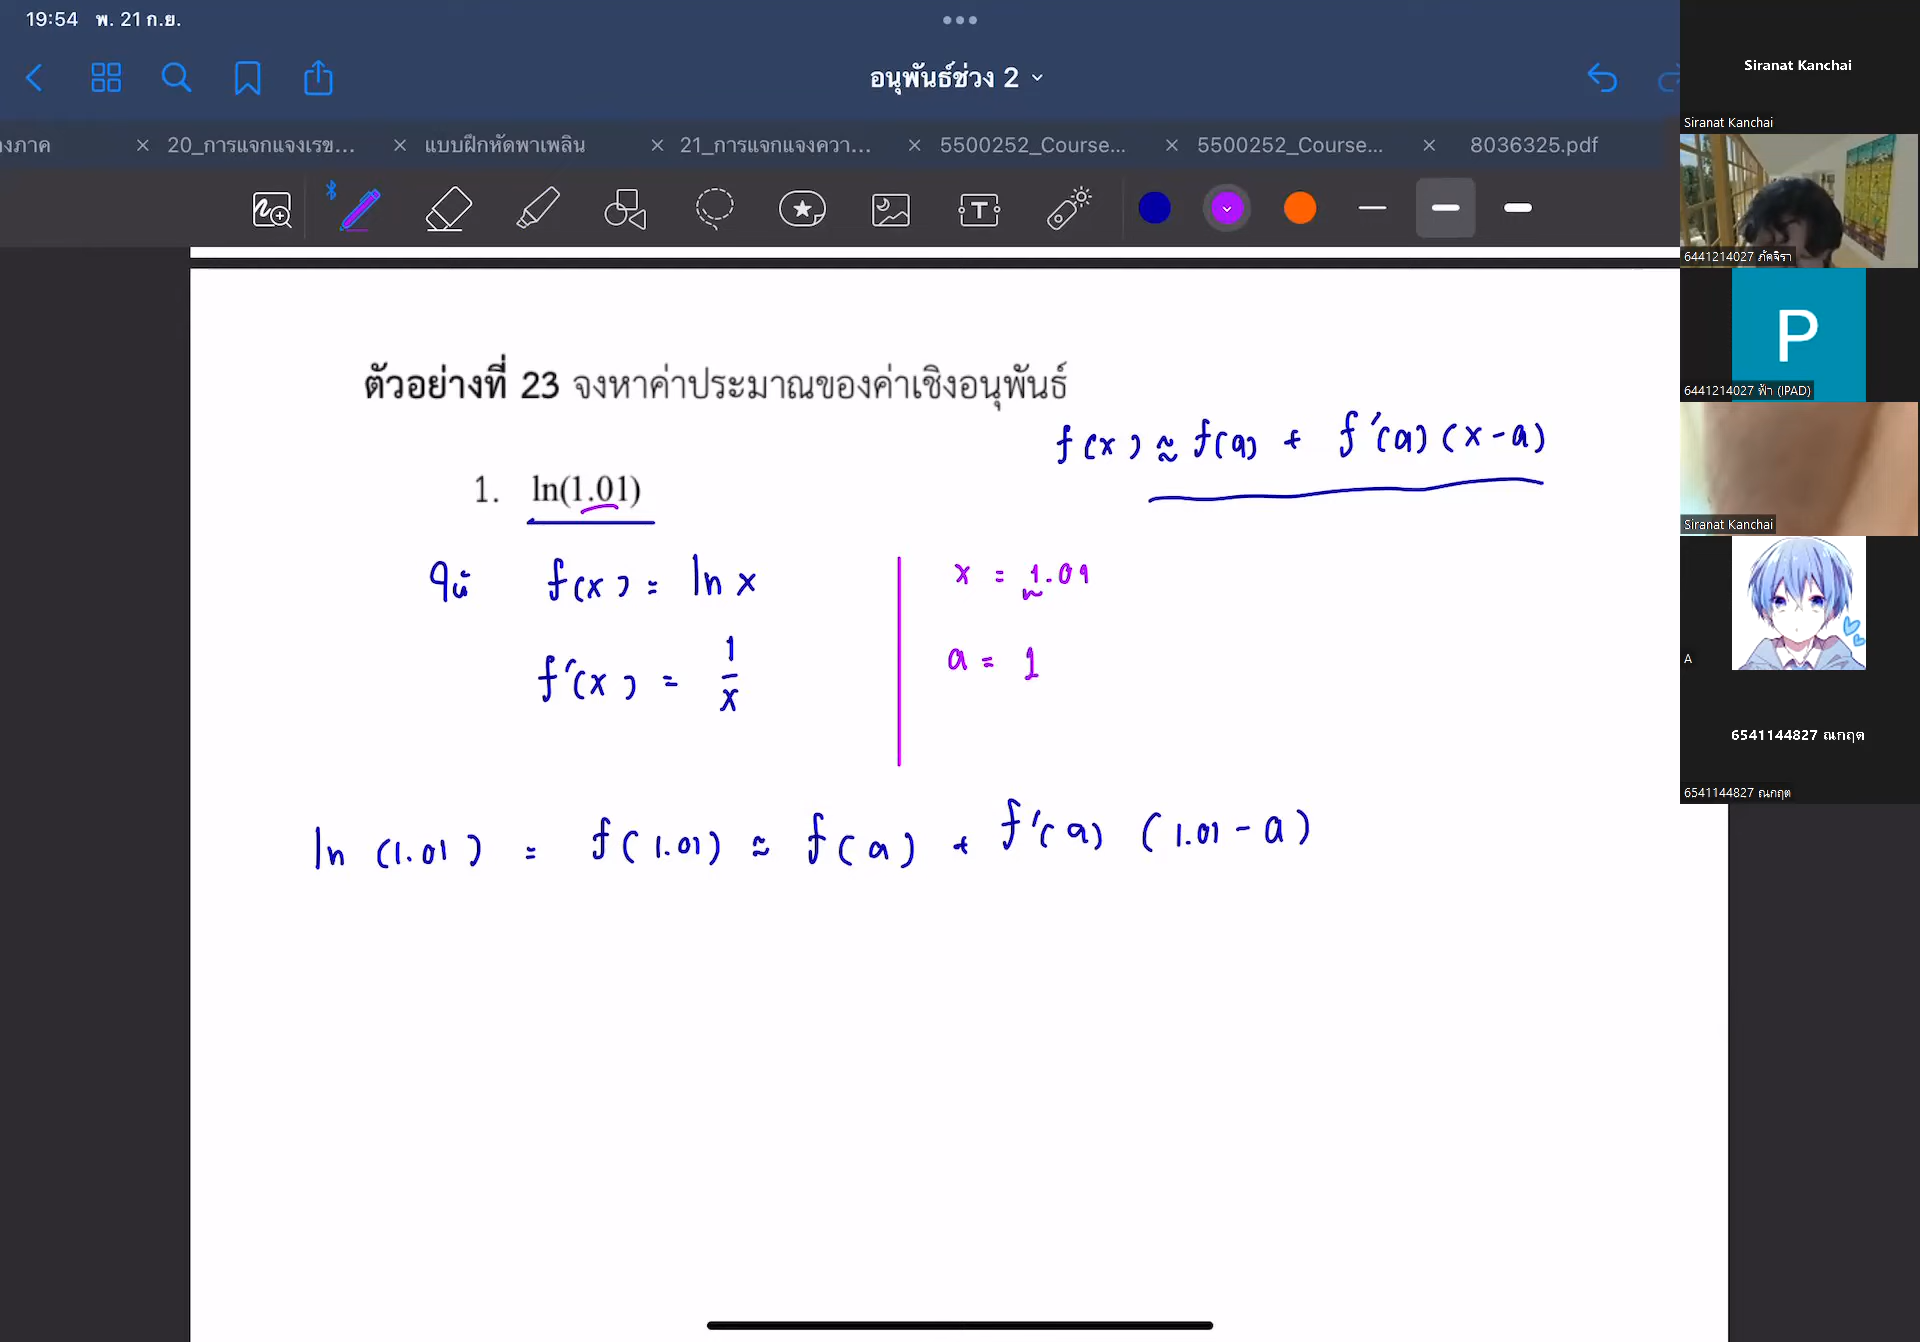 19:54 พ. 21 ก.ย.
อนุพันธ์ช่วง 2
งภาค
20_การแจกแจงเรข...
แบบฝึกหัดพาเพลิน
21_การแจกแจงควา...
5500252_Course...
5500252_Course...
8036325.pdf
Siranat Kanchai
Siranat Kanchai
6441214027 ภัคจิรา
P
6441214027 ฟ้า (IPAD)
Siranat Kanchai
A
6541144827 ณกฤต
6541144827 ณกฤต
ตัวอย่างที่ 23 จงหาค่าประมาณของค่าเชิงอนุพันธ์
f(x) ≈ f(a) + f'(a)(x-a)
1. ln(1.01)
ให้ f(x) = ln x
x = 1.01
f'(x) = 1/x
a = 1
ln (1.01) = f(1.01) ≈ f(a) + f'(a) (1.01 - a)